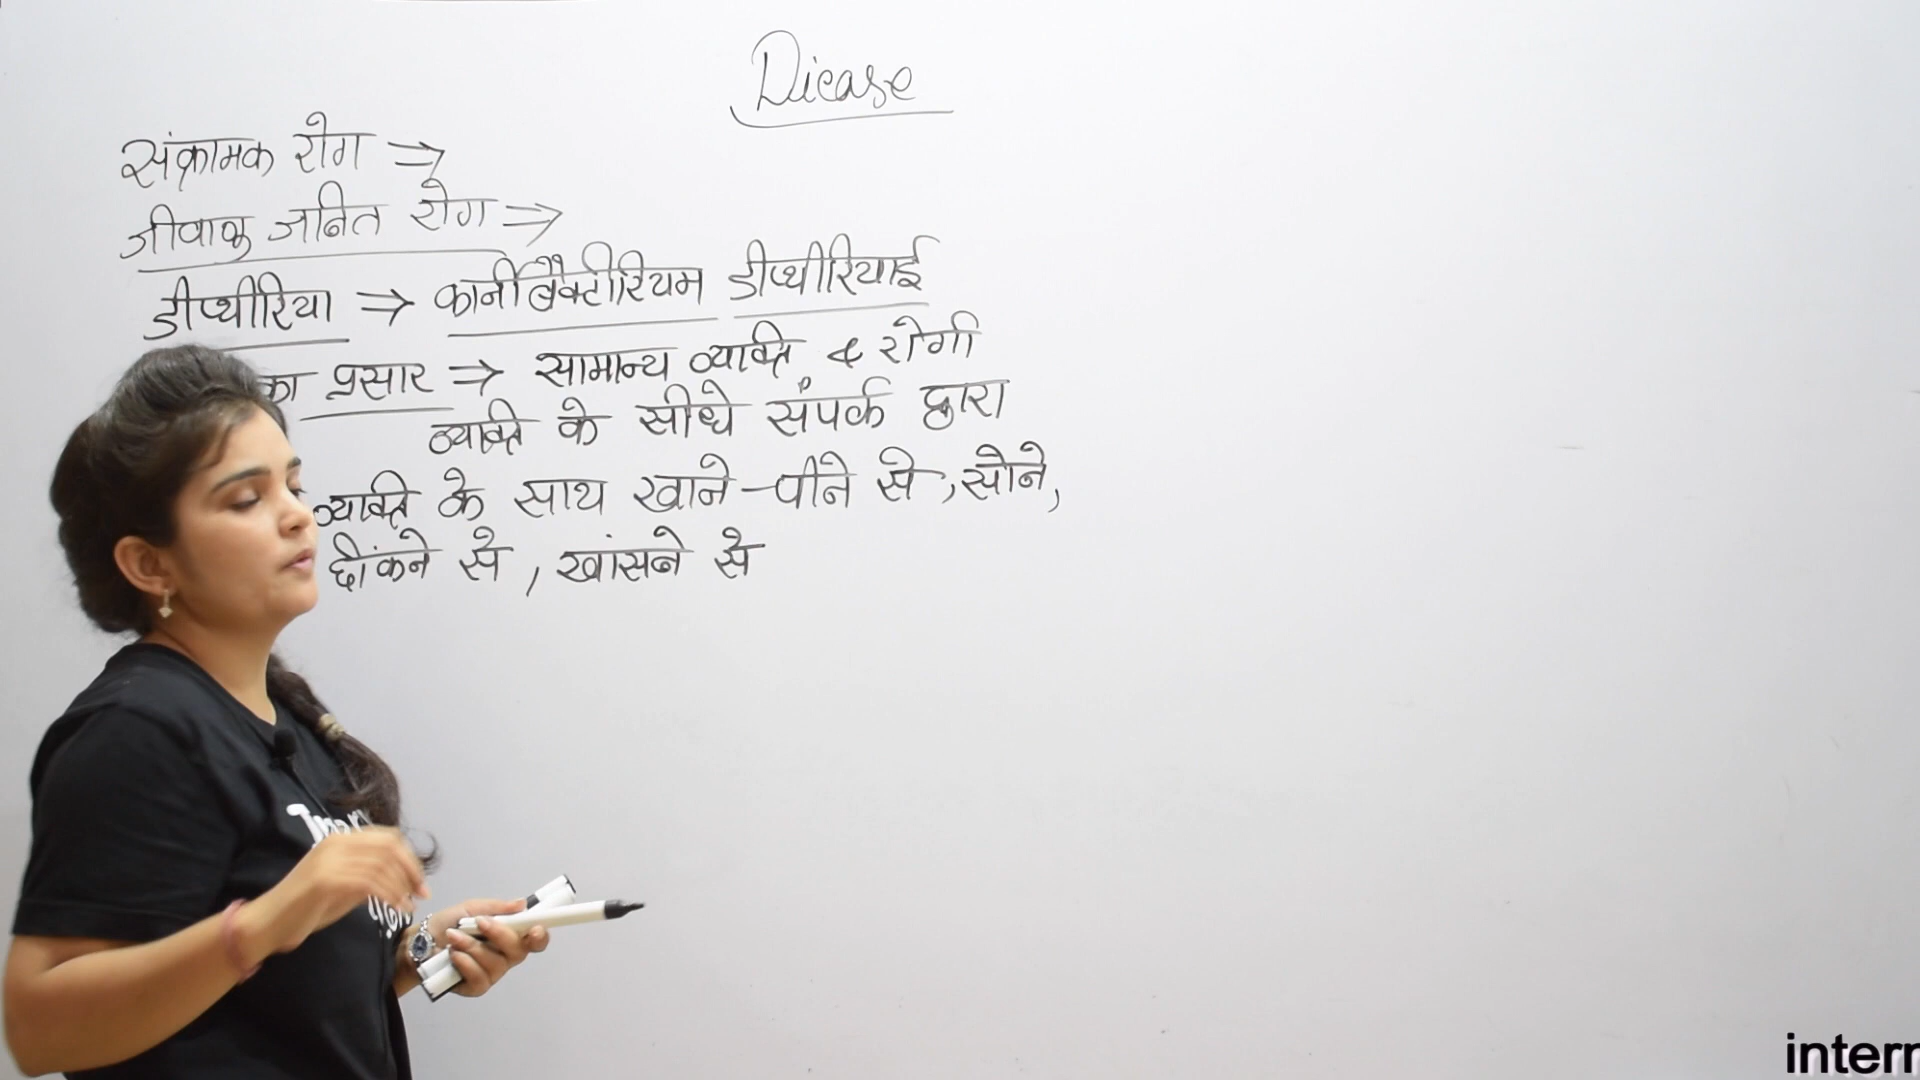 Dicase
संक्रामक रोग ⇒
जीवाणु जनित रोग ⇒
डीप्थीरिया ⇒ कार्नीबैक्टीरियम डीप्थीरियाई
का प्रसार ⇒ सामान्य व्यक्ति & रोगी
व्यक्ति के सीधे संपर्क द्वारा
व्यक्ति के साथ खाने-पीने से, सोने,
छींकने से, खांसने से
intern